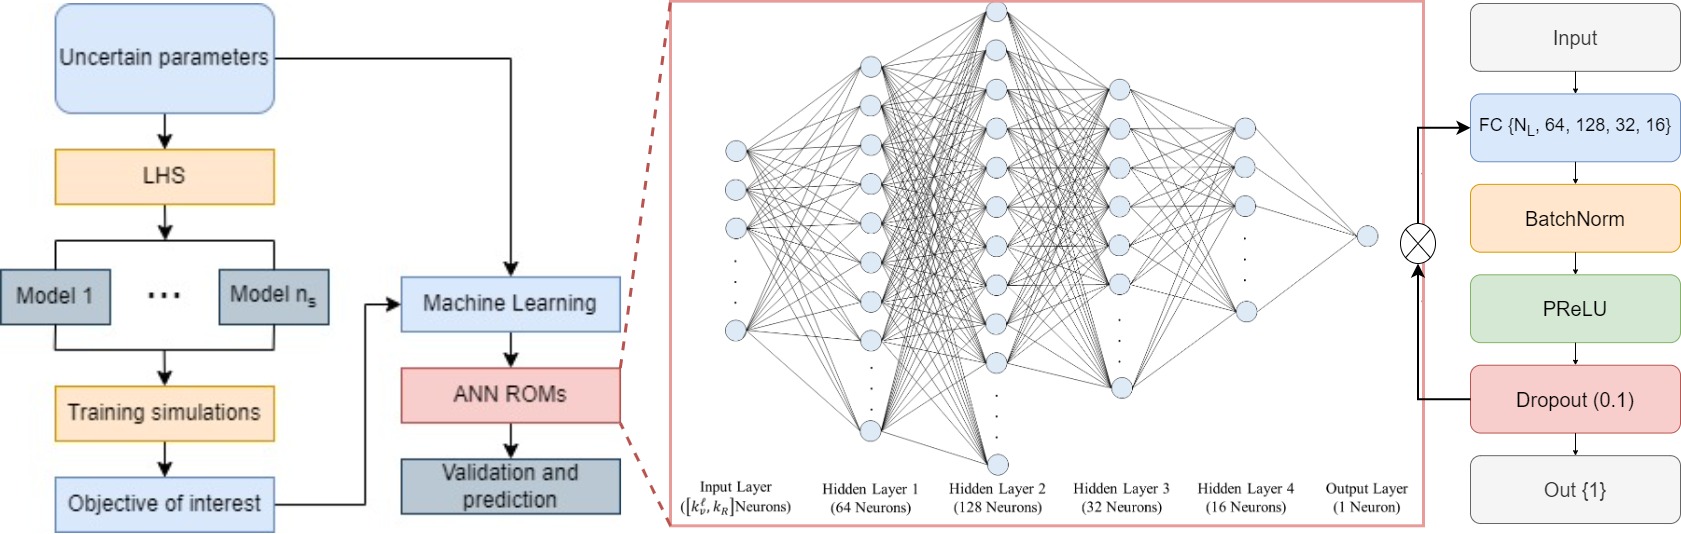 Uncertain parameters
LHS
Model 1
...
Model nₛ
Training simulations
Objective of interest
Machine Learning
ANN ROMs
Validation and
prediction
Input Layer
([kᵥ^ℓ, k_R]Neurons)
Hidden Layer 1
(64 Neurons)
Hidden Layer 2
(128 Neurons)
Hidden Layer 3
(32 Neurons)
Hidden Layer 4
(16 Neurons)
Output Layer
(1 Neuron)
Input
FC {N_L, 64, 128, 32, 16}
BatchNorm
PReLU
Dropout (0.1)
Out {1}